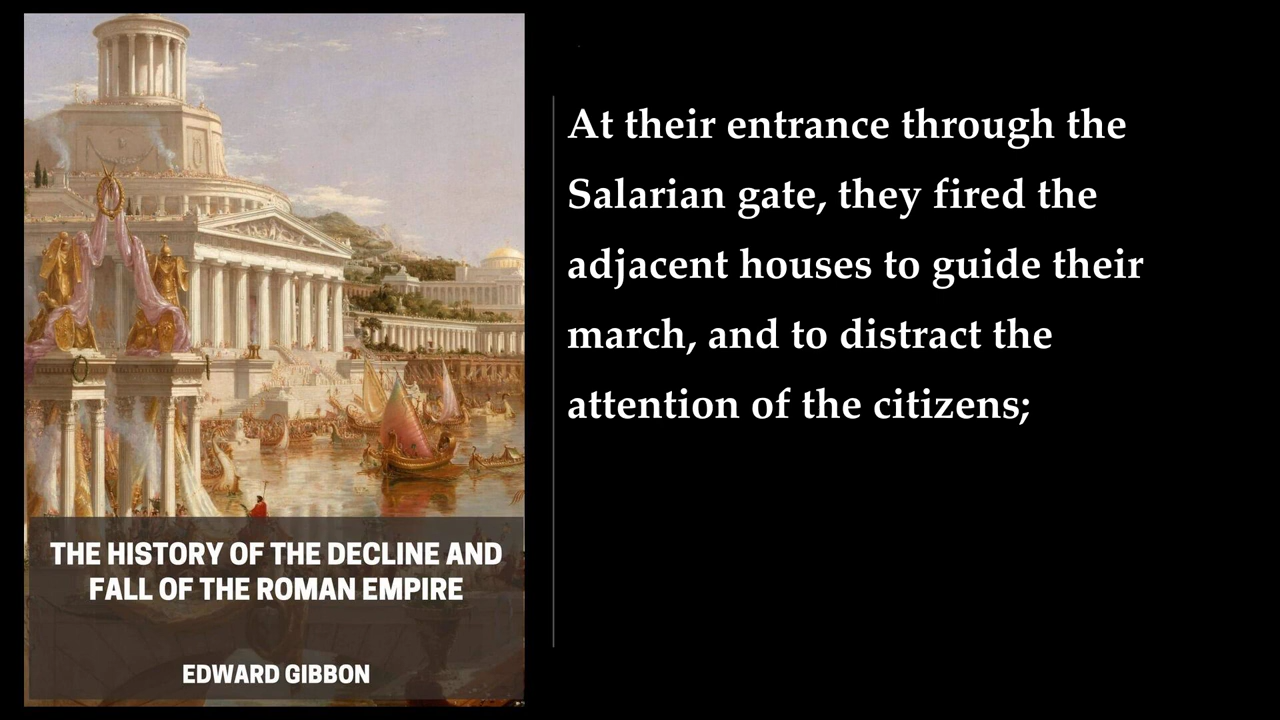 At their entrance through the
Salarian gate, they fired the
adjacent houses to guide their
march, and to distract the
attention of the citizens;
THE HISTORY OF THE DECLINE AND
FALL OF THE ROMAN EMPIRE
EDWARD GIBBON